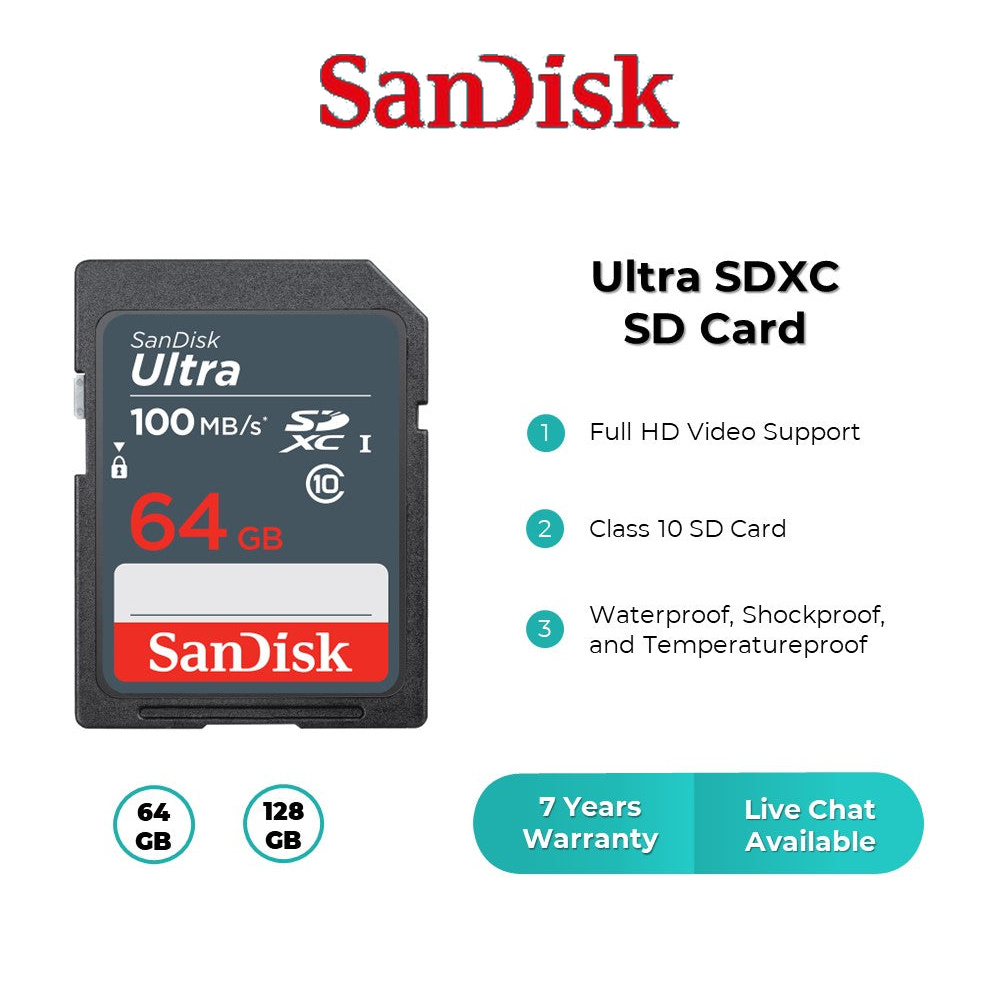 SanDisk
Ultra SDXC
SD Card
SanDisk
Ultra
100 MB/s*
SD
XC I
10
64 GB
SanDisk
1 Full HD Video Support
2 Class 10 SD Card
3 Waterproof, Shockproof,
and Temperatureproof
64
GB
128
GB
7 Years
Warranty
Live Chat
Available